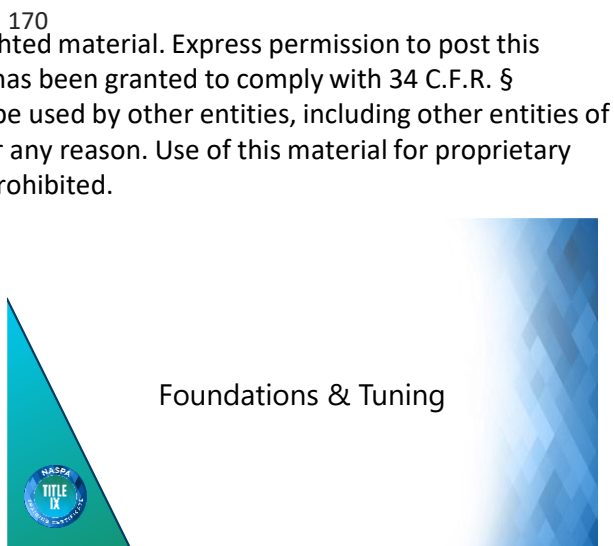 170
hted material. Express permission to post this
has been granted to comply with 34 C.F.R. §
be used by other entities, including other entities of
r any reason. Use of this material for proprietary
rohibited.
Foundations & Tuning
NASPA
TITLE
IX
TRAINING CERTIFICATE